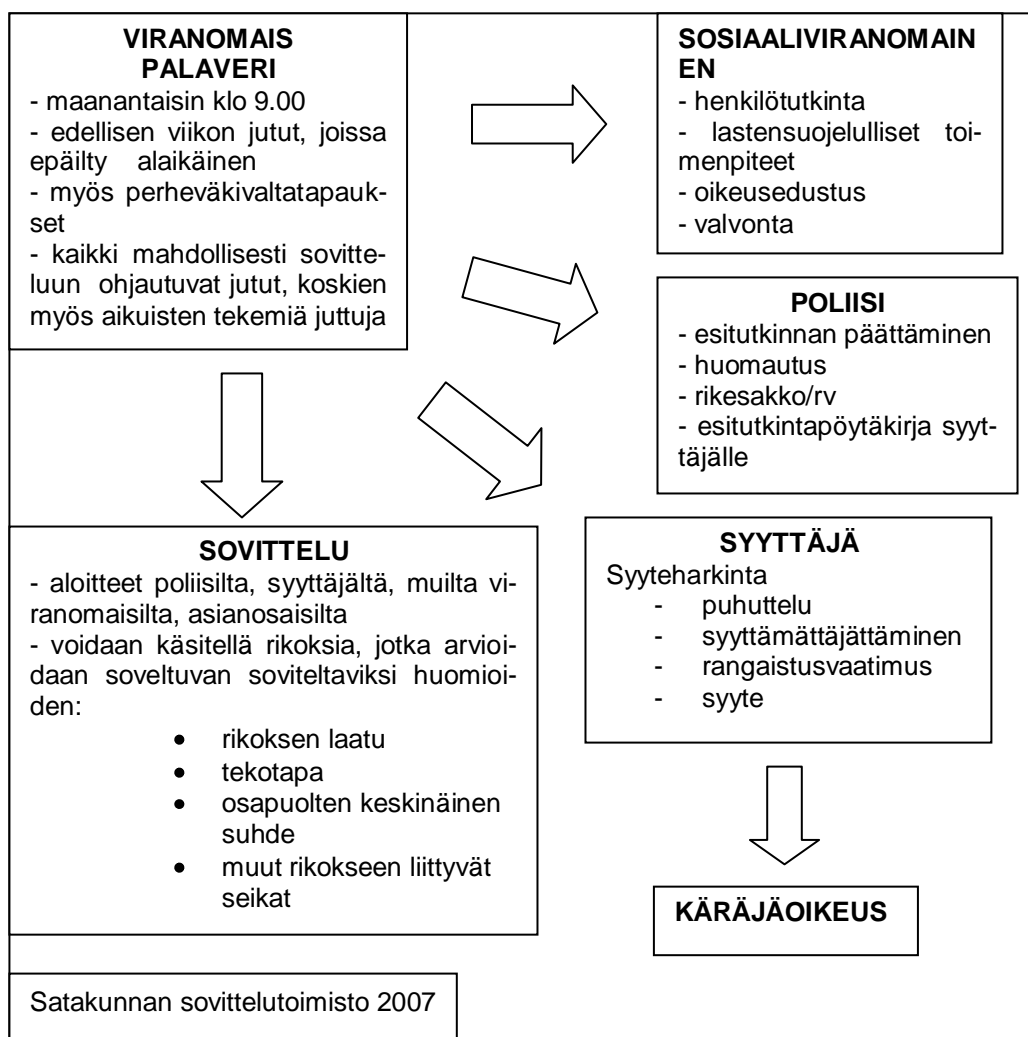 VIRANOMAIS
PALAVERI
- maanantaisin klo 9.00
- edellisen viikon jutut, joissa
epäilty alaikäinen
- myös perheväkivaltatapauk-
set
- kaikki mahdollisesti sovitte-
luun ohjautuvat jutut, koskien
myös aikuisten tekemiä juttuja
SOSIAALIVIRANOMAIN
EN
- henkilötutkinta
- lastensuojelulliset toi-
menpiteet
- oikeusedustus
- valvonta
POLIISI
- esitutkinnan päättäminen
- huomautus
- rikesakko/rv
- esitutkintapöytäkirja syyt-
täjälle
SOVITTELU
- aloitteet poliisilta, syyttäjältä, muilta vi-
ranomaisilta, asianosaisilta
- voidaan käsitellä rikoksia, jotka arvioi-
daan soveltuvan soviteltaviksi huomioi-
den:
• rikoksen laatu
• tekotapa
• osapuolten keskinäinen
suhde
• muut rikokseen liittyvät
seikat
SYYTTÄJÄ
Syyteharkinta
- puhuttelu
- syyttämättäjättäminen
- rangaistusvaatimus
- syyte
KÄRÄJÄOIKEUS
Satakunnan sovittelutoimisto 2007